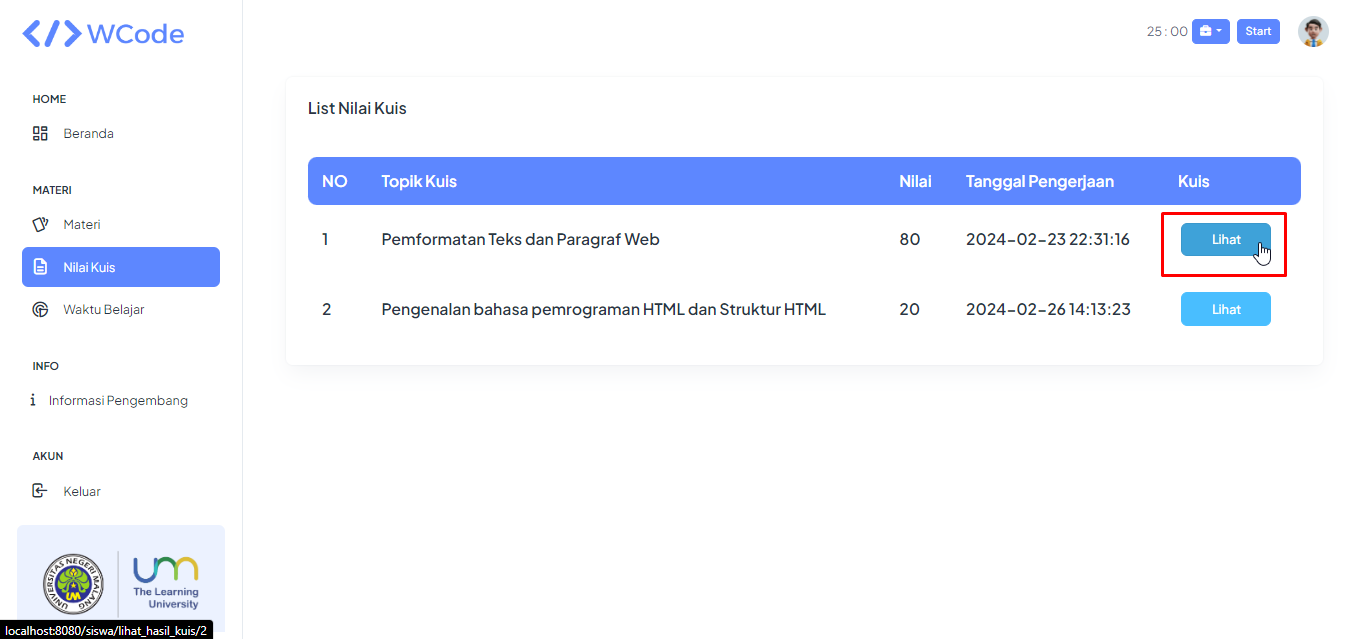 </> WCode
25 : 00
Start
HOME
Beranda
MATERI
Materi
Nilai Kuis
Waktu Belajar
INFO
i Informasi Pengembang
AKUN
Keluar
UNIVERSITAS NEGERI MALANG
UM
um
The Learning
University
localhost:8080/siswa/lihat_hasil_kuis/2
List Nilai Kuis
NO Topik Kuis Nilai Tanggal Pengerjaan Kuis
1 Pemformatan Teks dan Paragraf Web 80 2024-02-23 22:31:16 Lihat
2 Pengenalan bahasa pemrograman HTML dan Struktur HTML 20 2024-02-26 14:13:23 Lihat